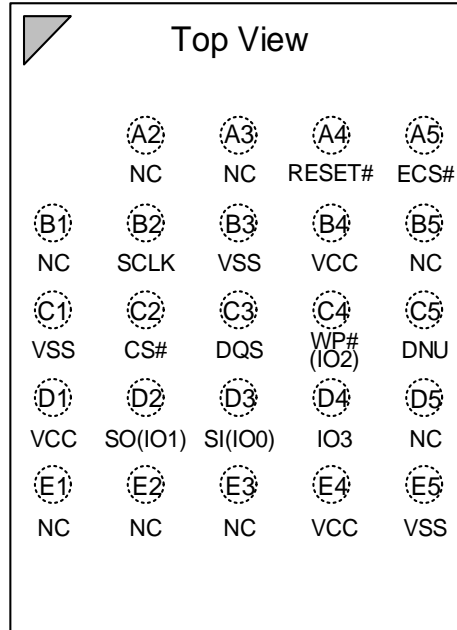 Top View
A2 A3 A4 A5
NC NC RESET# ECS#
B1 B2 B3 B4 B5
NC SCLK VSS VCC NC
C1 C2 C3 C4 C5
VSS CS# DQS WP# (IO2) DNU
D1 D2 D3 D4 D5
VCC SO(IO1) SI(IO0) IO3 NC
E1 E2 E3 E4 E5
NC NC NC VCC VSS